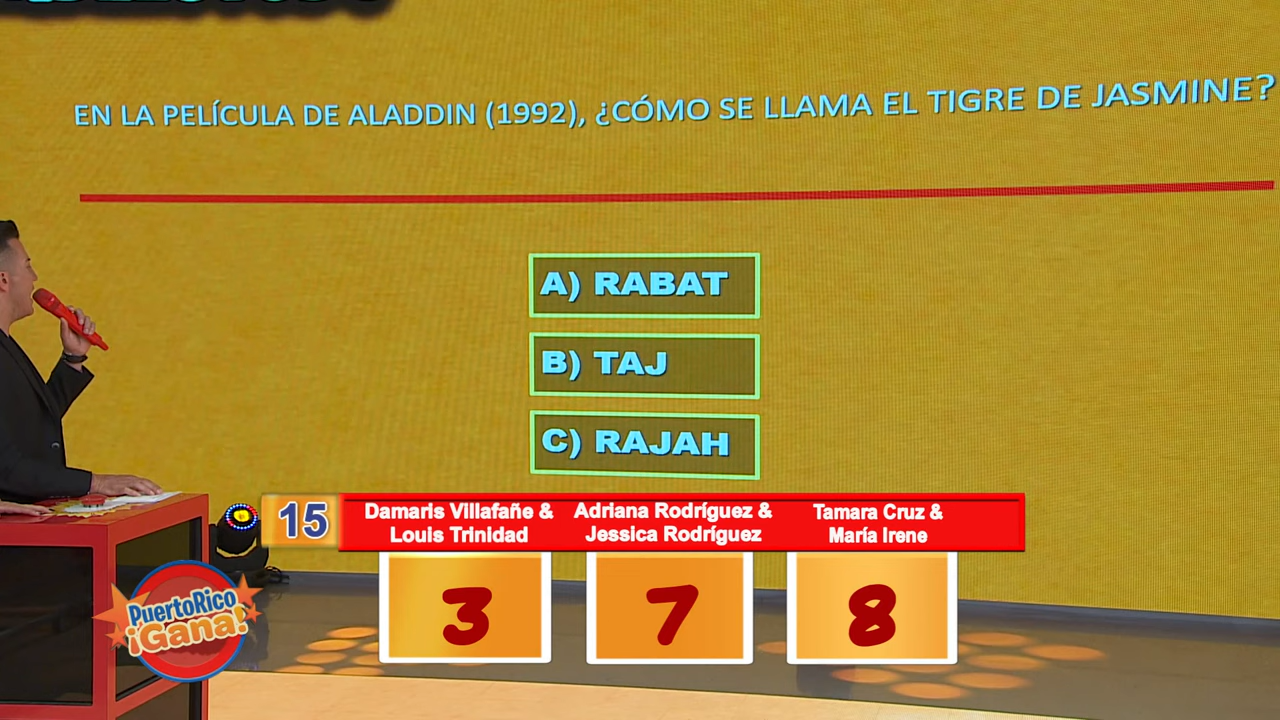 EN LA PELÍCULA DE ALADDIN (1992), ¿CÓMO SE LLAMA EL TIGRE DE JASMINE?
A) RABAT
B) TAJ
C) RAJAH
15
Damaris Villafañe &
Louis Trinidad
Adriana Rodríguez &
Jessica Rodríguez
Tamara Cruz &
María Irene
3
7
8
PuertoRico
¡Gana!